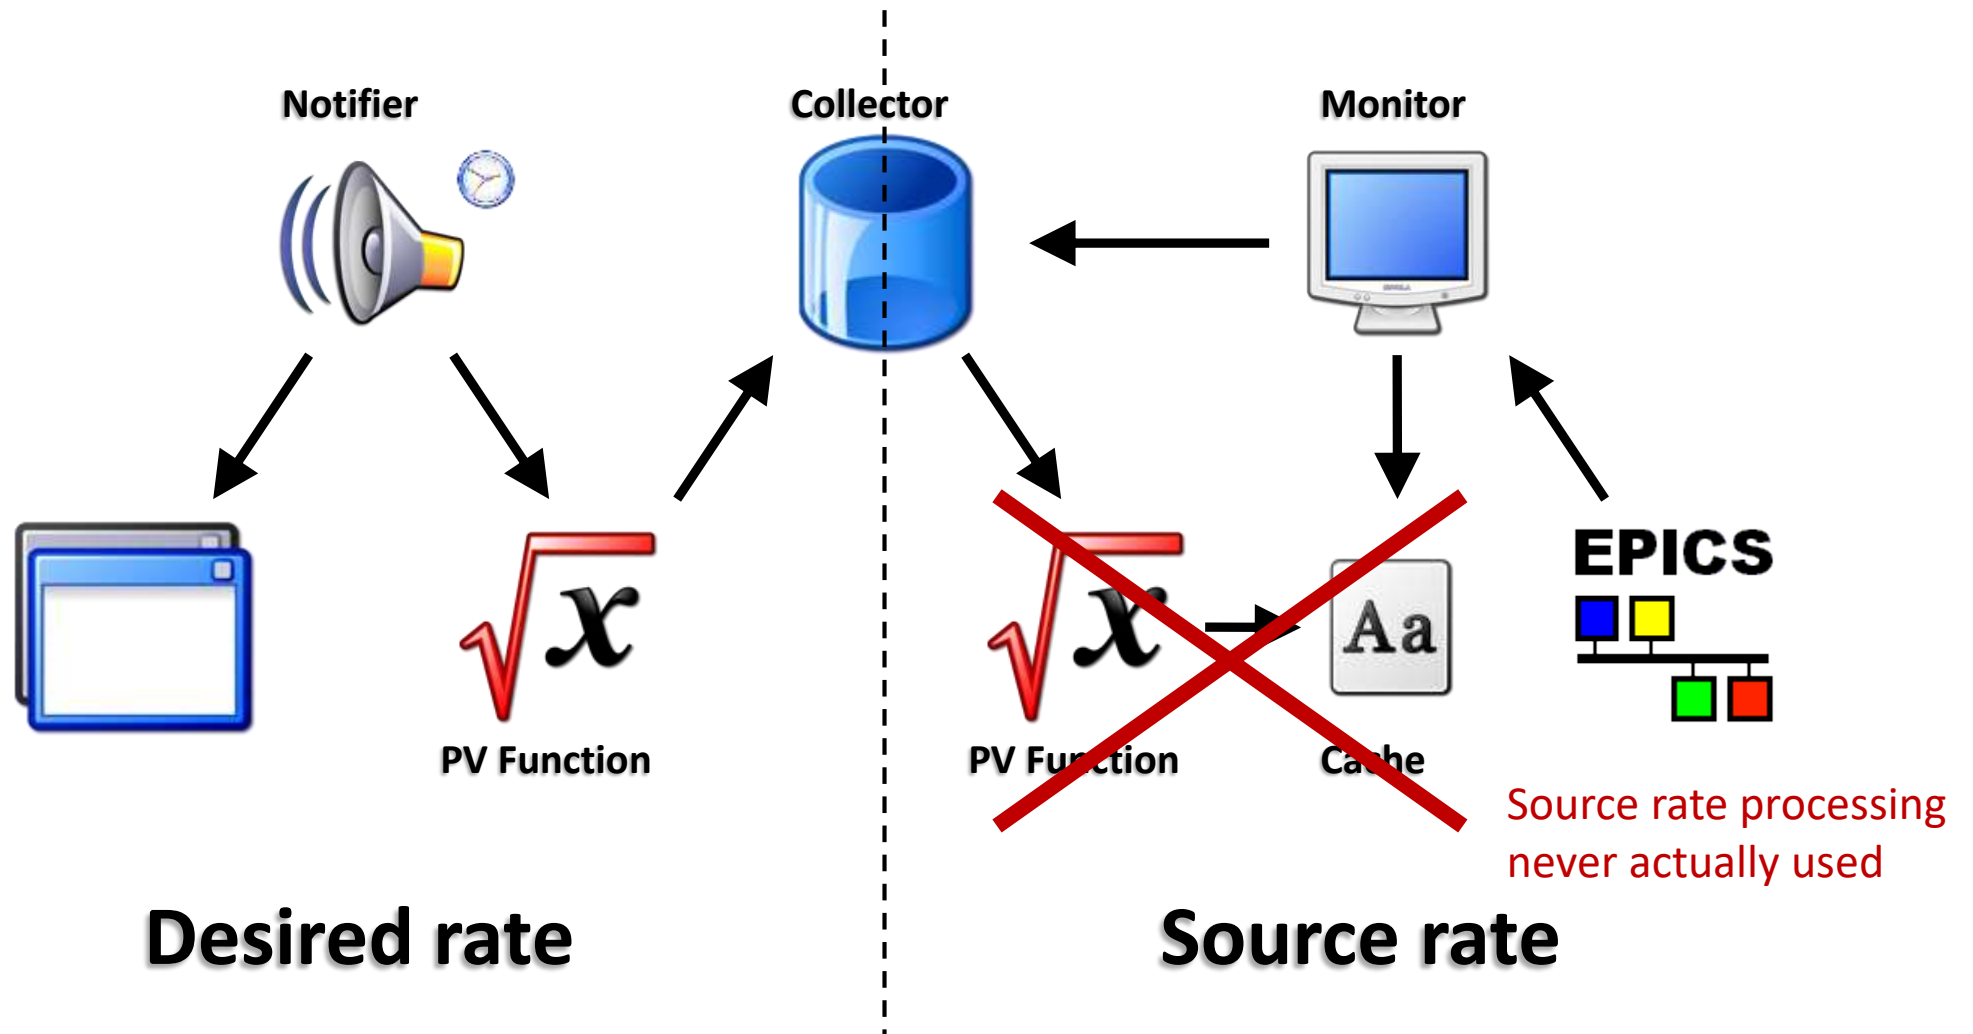 Notifier
Collector
Monitor
EPICS
Aa
PV Function
PV Function
Cache
Source rate processing
never actually used
Desired rate
Source rate